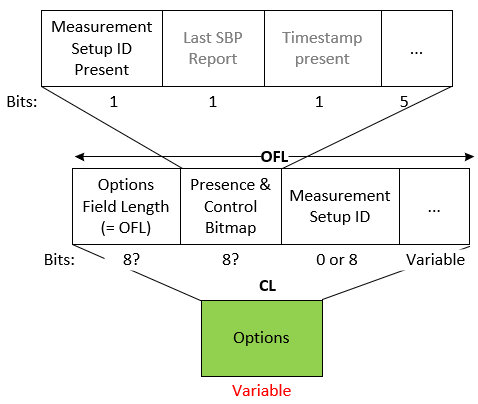 Measurement
Setup ID
Present
Last SBP
Report
Timestamp
present
...
Bits: 1 1 1 5
OFL
Options
Field Length
(= OFL)
Presence &
Control
Bitmap
Measurement
Setup ID
...
Bits: 8? 8? 0 or 8 Variable
CL
Options
Variable